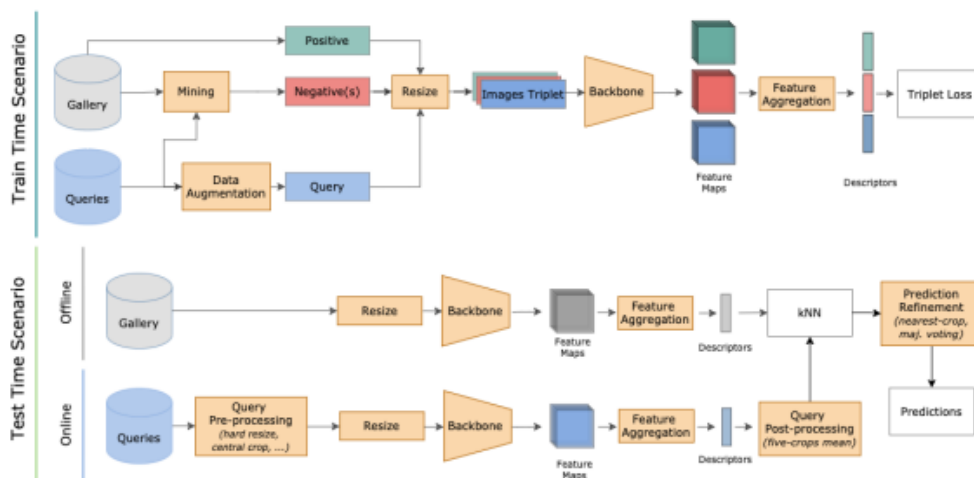 Train Time Scenario
Gallery
Queries
Mining
Data
Augmentation
Positive
Negative(s)
Query
Resize
Images Triplet
Backbone
Feature
Maps
Feature
Aggregation
Descriptors
Triplet Loss
Test Time Scenario
Offline
Gallery
Resize
Backbone
Feature
Maps
Feature
Aggregation
Descriptors
kNN
Prediction
Refinement
(nearest-crop,
maj. voting)
Online
Queries
Query
Pre-processing
(hard resize,
central crop, ...)
Resize
Backbone
Feature
Maps
Feature
Aggregation
Descriptors
Query
Post-processing
(five-crops mean)
Predictions